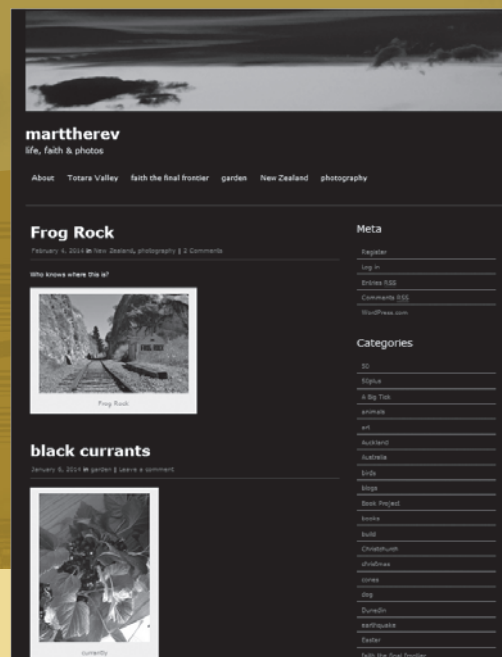 marttherev
life, faith & photos
About Totara Valley faith the final frontier garden New Zealand photography
Frog Rock
February 4, 2014 in New Zealand, photography | 2 Comments
Who knows where this is?
FROG ROCK
Frog Rock
black currants
January 8, 2014 in garden | Leave a comment
currently
Meta
Register
Log in
Entries RSS
Comments RSS
WordPress.com
Categories
50
50plus
A Big Tick
animals
art
Auckland
Australia
birds
blogs
Book Project
books
build
Christchurch
christmas
cones
dog
Dunedin
earthquake
Easter
faith the final frontier